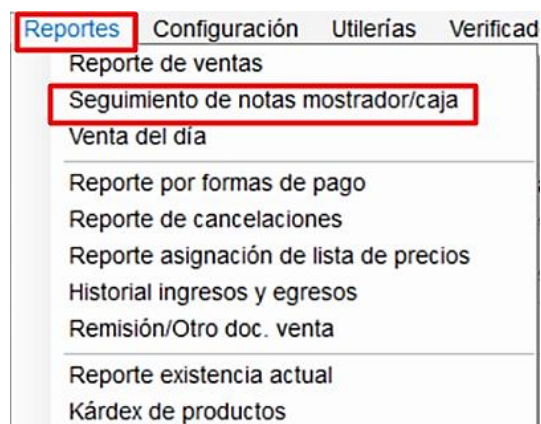 Reportes Configuración Utilerías Verificad
Reporte de ventas
Seguimiento de notas mostrador/caja
Venta del día
Reporte por formas de pago
Reporte de cancelaciones
Reporte asignación de lista de precios
Historial ingresos y egresos
Remisión/Otro doc. venta
Reporte existencia actual
Kárdex de productos